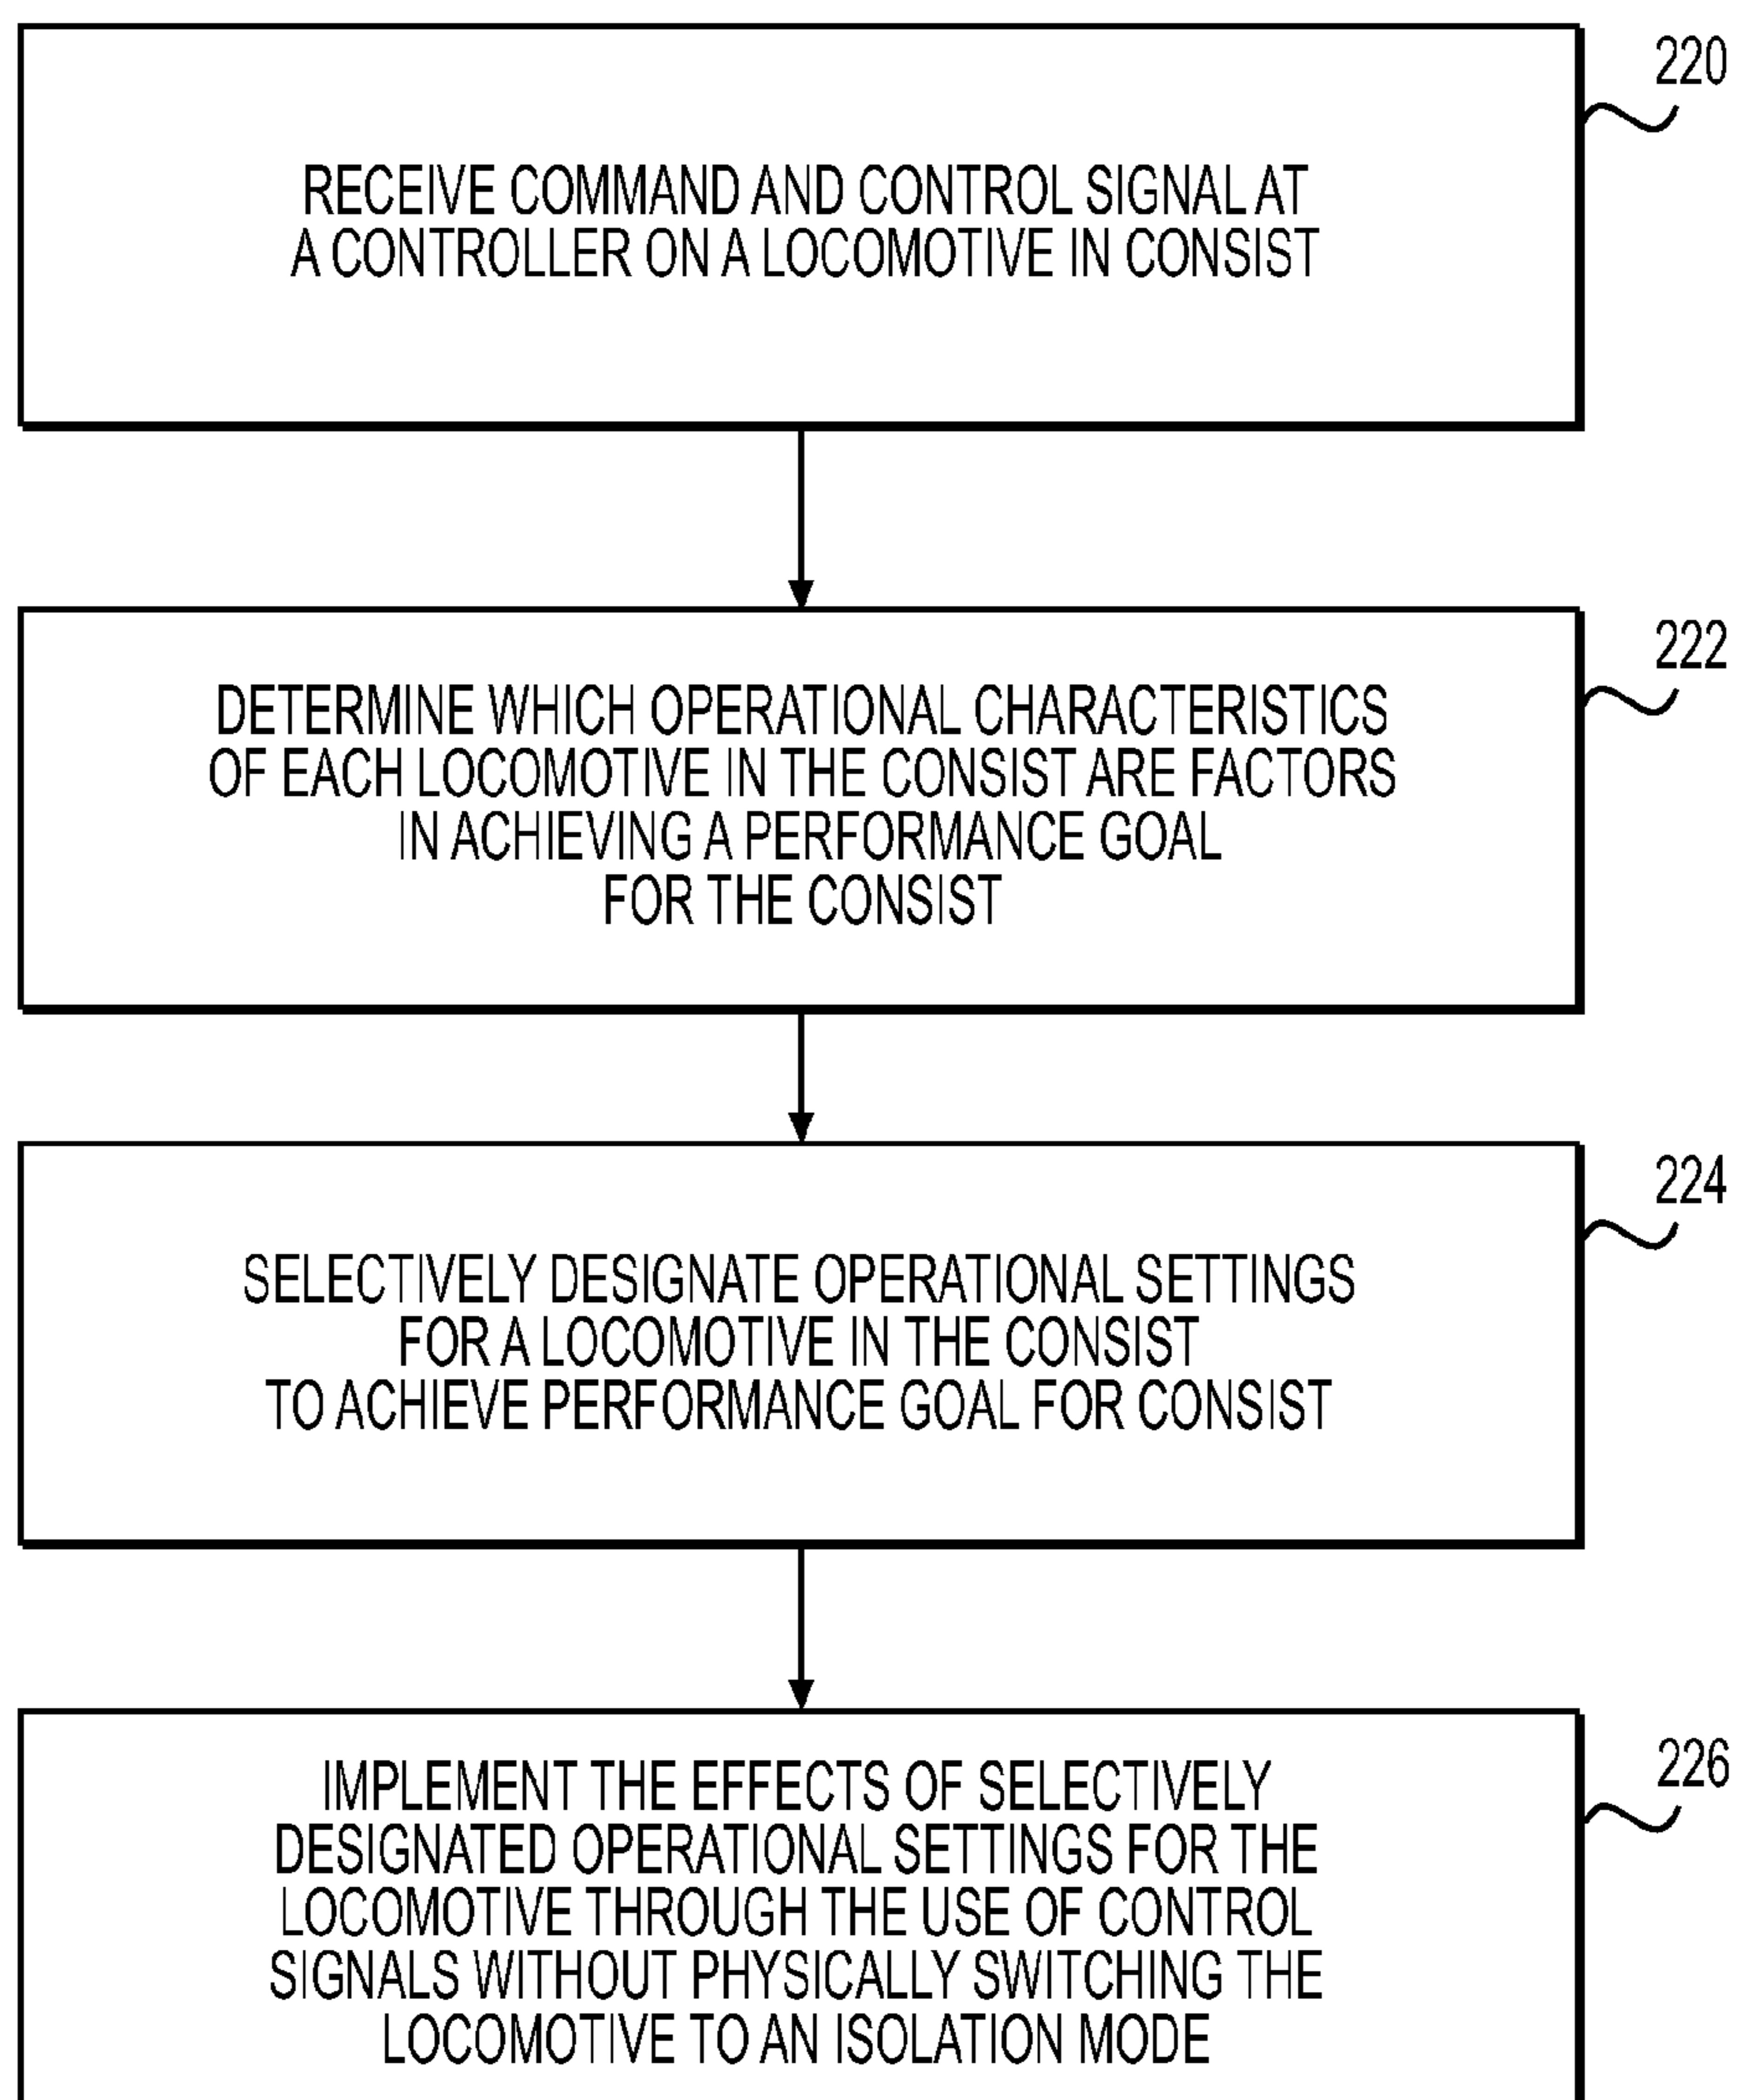 220
RECEIVE COMMAND AND CONTROL SIGNAL AT
A CONTROLLER ON A LOCOMOTIVE IN CONSIST
222
DETERMINE WHICH OPERATIONAL CHARACTERISTICS
OF EACH LOCOMOTIVE IN THE CONSIST ARE FACTORS
IN ACHIEVING A PERFORMANCE GOAL
FOR THE CONSIST
224
SELECTIVELY DESIGNATE OPERATIONAL SETTINGS
FOR A LOCOMOTIVE IN THE CONSIST
TO ACHIEVE PERFORMANCE GOAL FOR CONSIST
226
IMPLEMENT THE EFFECTS OF SELECTIVELY
DESIGNATED OPERATIONAL SETTINGS FOR THE
LOCOMOTIVE THROUGH THE USE OF CONTROL
SIGNALS WITHOUT PHYSICALLY SWITCHING THE
LOCOMOTIVE TO AN ISOLATION MODE